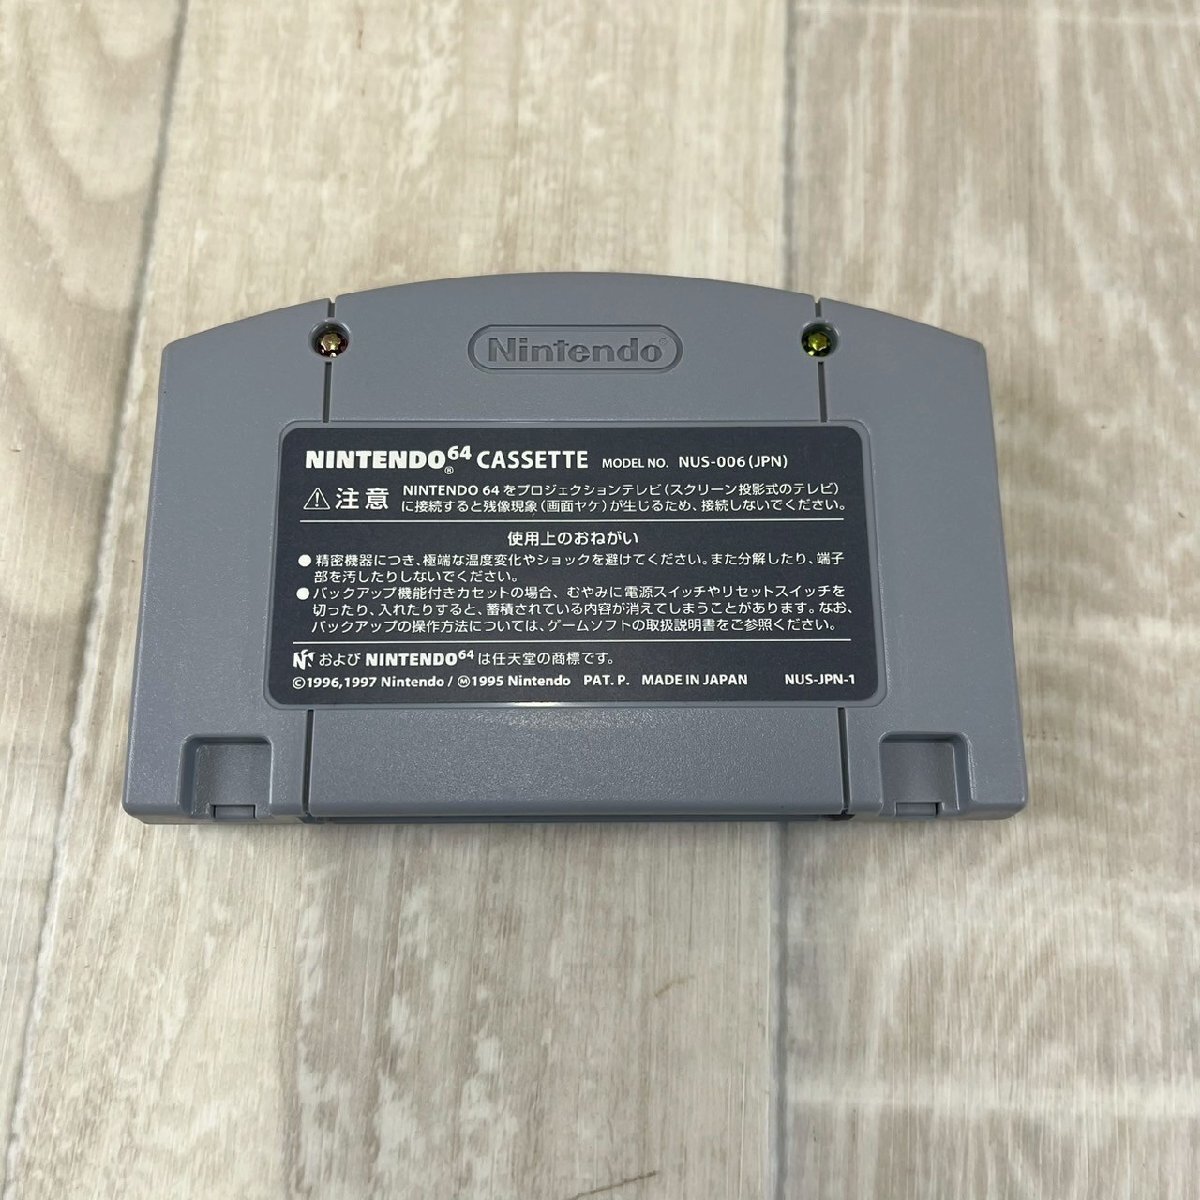 Nintendo®
NINTENDO64® CASSETTE MODEL NO. NUS-006(JPN)
⚠注意 NINTENDO 64をプロジェクションテレビ(スクリーン投影式のテレビ)
に接続すると残像現象(画面ヤケ)が生じるため、接続しないでください。
使用上のおねがい
●精密機器につき、極端な温度変化やショックを避けてください。また分解したり、端子
部を汚したりしないでください。
●バックアップ機能付きカセットの場合、むやみに電源スイッチやリセットスイッチを
切ったり、入れたりすると、蓄積されている内容が消えてしまうことがあります。なお、
バックアップの操作方法については、ゲームソフトの取扱説明書をご参照ください。
および NINTENDO64は任天堂の商標です。
©1996,1997 Nintendo/Ⓜ1995 Nintendo PAT. P. MADE IN JAPAN NUS-JPN-1